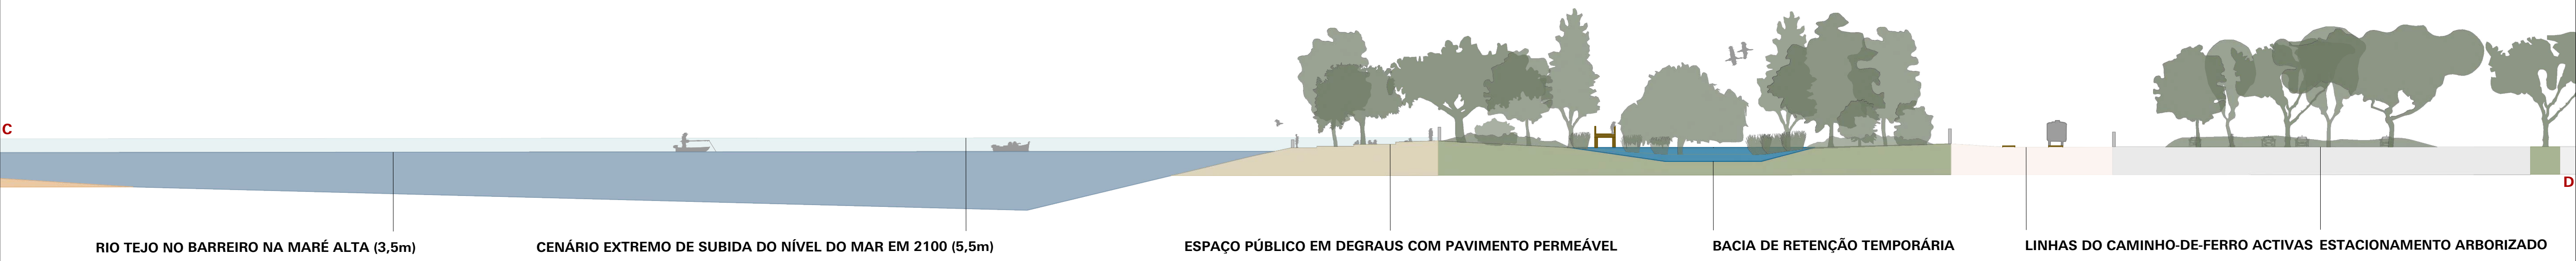 C
D
RIO TEJO NO BARREIRO NA MARÉ ALTA (3,5m)
CENÁRIO EXTREMO DE SUBIDA DO NÍVEL DO MAR EM 2100 (5,5m)
ESPAÇO PÚBLICO EM DEGRAUS COM PAVIMENTO PERMEÁVEL
BACIA DE RETENÇÃO TEMPORÁRIA
LINHAS DO CAMINHO-DE-FERRO ACTIVAS
ESTACIONAMENTO ARBORIZADO